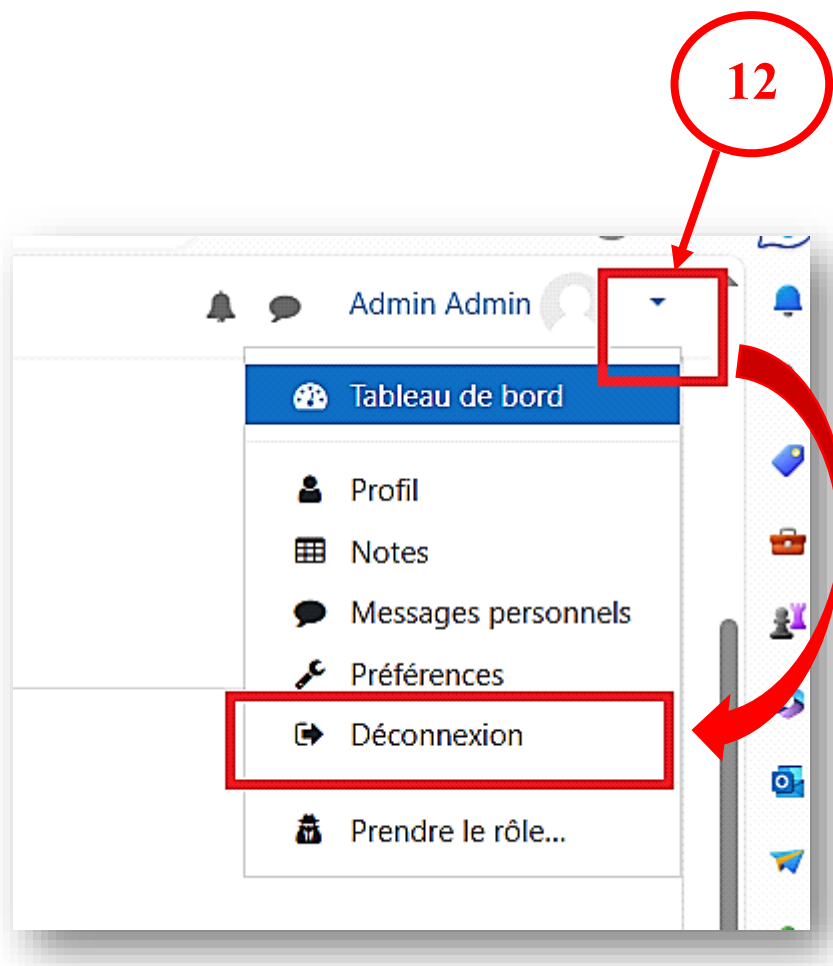 12
Admin Admin
Tableau de bord
Profil
Notes
Messages personnels
Préférences
Déconnexion
Prendre le rôle...